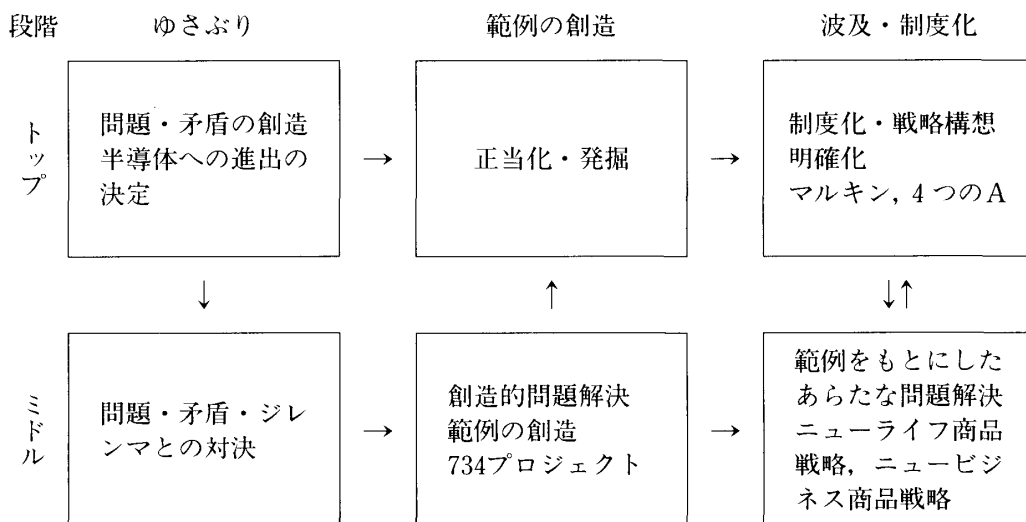 段階 ゆさぶり 範例の創造 波及・制度化
トップ
問題・矛盾の創造
半導体への進出の
決定
→
正当化・発掘
→
制度化・戦略構想
明確化
マルキン, 4つのA
↓ ↑ ↓↑
ミドル
問題・矛盾・ジレ
ンマとの対決
→
創造的問題解決
範例の創造
734プロジェクト
→
範例をもとにした
あらたな問題解決
ニューライフ商品
戦略, ニュービジ
ネス商品戦略